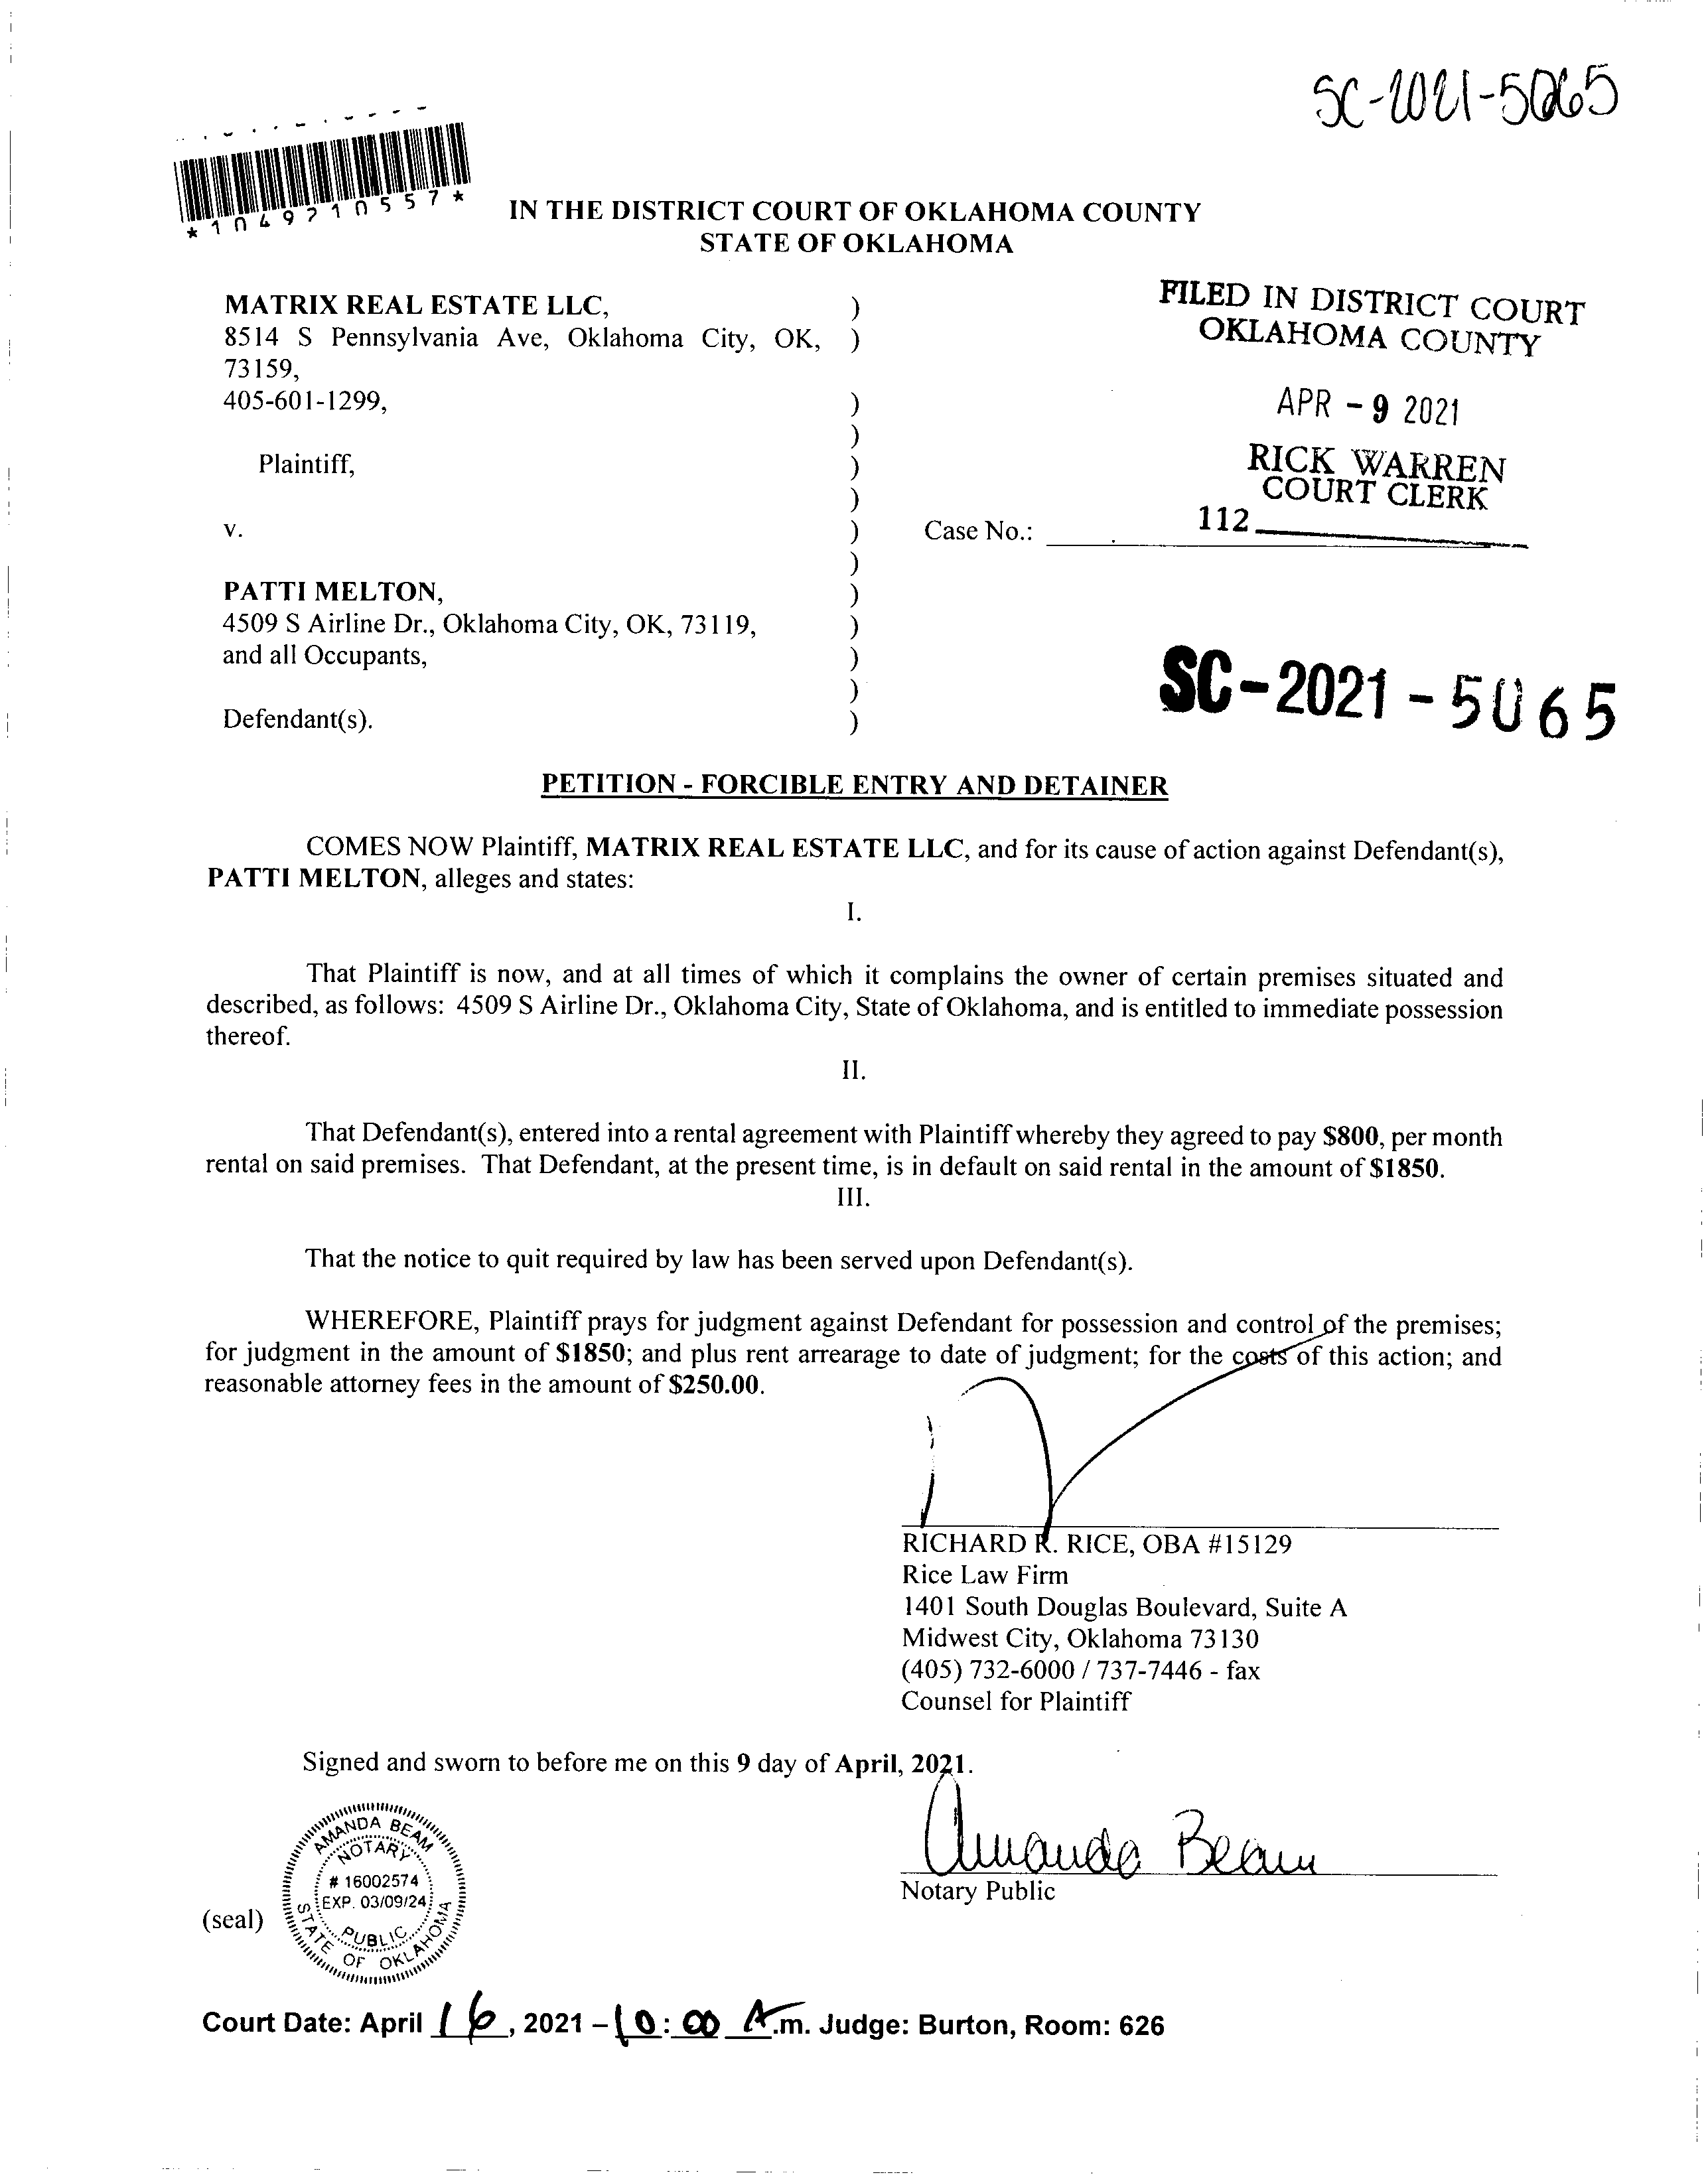 SC-2021-5065
*1049710557*
IN THE DISTRICT COURT OF OKLAHOMA COUNTY
STATE OF OKLAHOMA
MATRIX REAL ESTATE LLC, )
8514 S Pennsylvania Ave, Oklahoma City, OK, )
73159,
405-601-1299, )
)
Plaintiff, )
)
v. )
)
PATTI MELTON, )
4509 S Airline Dr., Oklahoma City, OK, 73119, )
and all Occupants, )
)
Defendant(s). )
FILED IN DISTRICT COURT
OKLAHOMA COUNTY
APR - 9 2021
RICK WARREN
COURT CLERK
112
Case No.:
SC-2021-5065
PETITION - FORCIBLE ENTRY AND DETAINER
COMES NOW Plaintiff, MATRIX REAL ESTATE LLC, and for its cause of action against Defendant(s),
PATTI MELTON, alleges and states:
I.
That Plaintiff is now, and at all times of which it complains the owner of certain premises situated and
described, as follows: 4509 S Airline Dr., Oklahoma City, State of Oklahoma, and is entitled to immediate possession
thereof.
II.
That Defendant(s), entered into a rental agreement with Plaintiff whereby they agreed to pay $800, per month
rental on said premises. That Defendant, at the present time, is in default on said rental in the amount of $1850.
III.
That the notice to quit required by law has been served upon Defendant(s).
WHEREFORE, Plaintiff prays for judgment against Defendant for possession and control of the premises;
for judgment in the amount of $1850; and plus rent arrearage to date of judgment; for the costs of this action; and
reasonable attorney fees in the amount of $250.00.
RICHARD R. RICE, OBA #15129
Rice Law Firm
1401 South Douglas Boulevard, Suite A
Midwest City, Oklahoma 73130
(405) 732-6000 / 737-7446 - fax
Counsel for Plaintiff
Signed and sworn to before me on this 9 day of April, 2021.
Amanda Beam
Notary Public
(seal)
AMANDA BEAM
NOTARY
# 16002574
EXP. 03/09/24
PUBLIC
STATE OF OKLAHOMA
Court Date: April 16, 2021 – 10:00 A.m. Judge: Burton, Room: 626